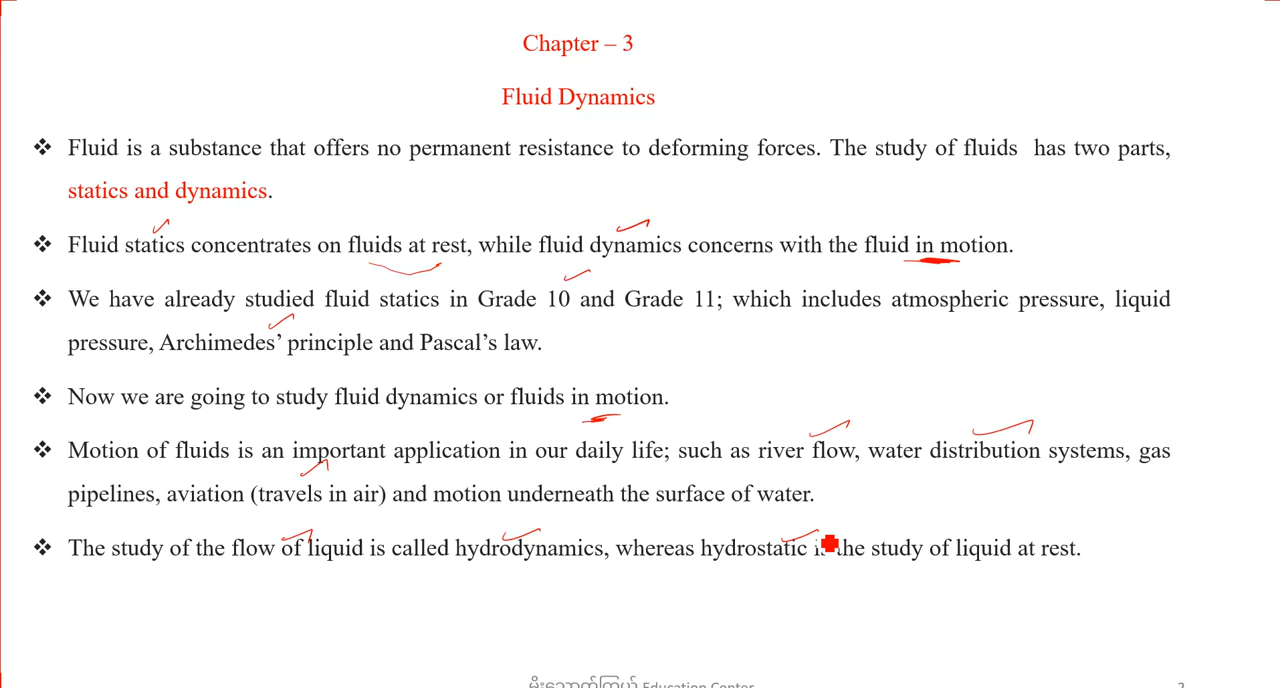 Chapter – 3
Fluid Dynamics
❖ Fluid is a substance that offers no permanent resistance to deforming forces. The study of fluids has two parts,
statics and dynamics.
❖ Fluid statics concentrates on fluids at rest, while fluid dynamics concerns with the fluid in motion.
❖ We have already studied fluid statics in Grade 10 and Grade 11; which includes atmospheric pressure, liquid
pressure, Archimedes’ principle and Pascal’s law.
❖ Now we are going to study fluid dynamics or fluids in motion.
❖ Motion of fluids is an important application in our daily life; such as river flow, water distribution systems, gas
pipelines, aviation (travels in air) and motion underneath the surface of water.
❖ The study of the flow of liquid is called hydrodynamics, whereas hydrostatic is the study of liquid at rest.
Education Center
2